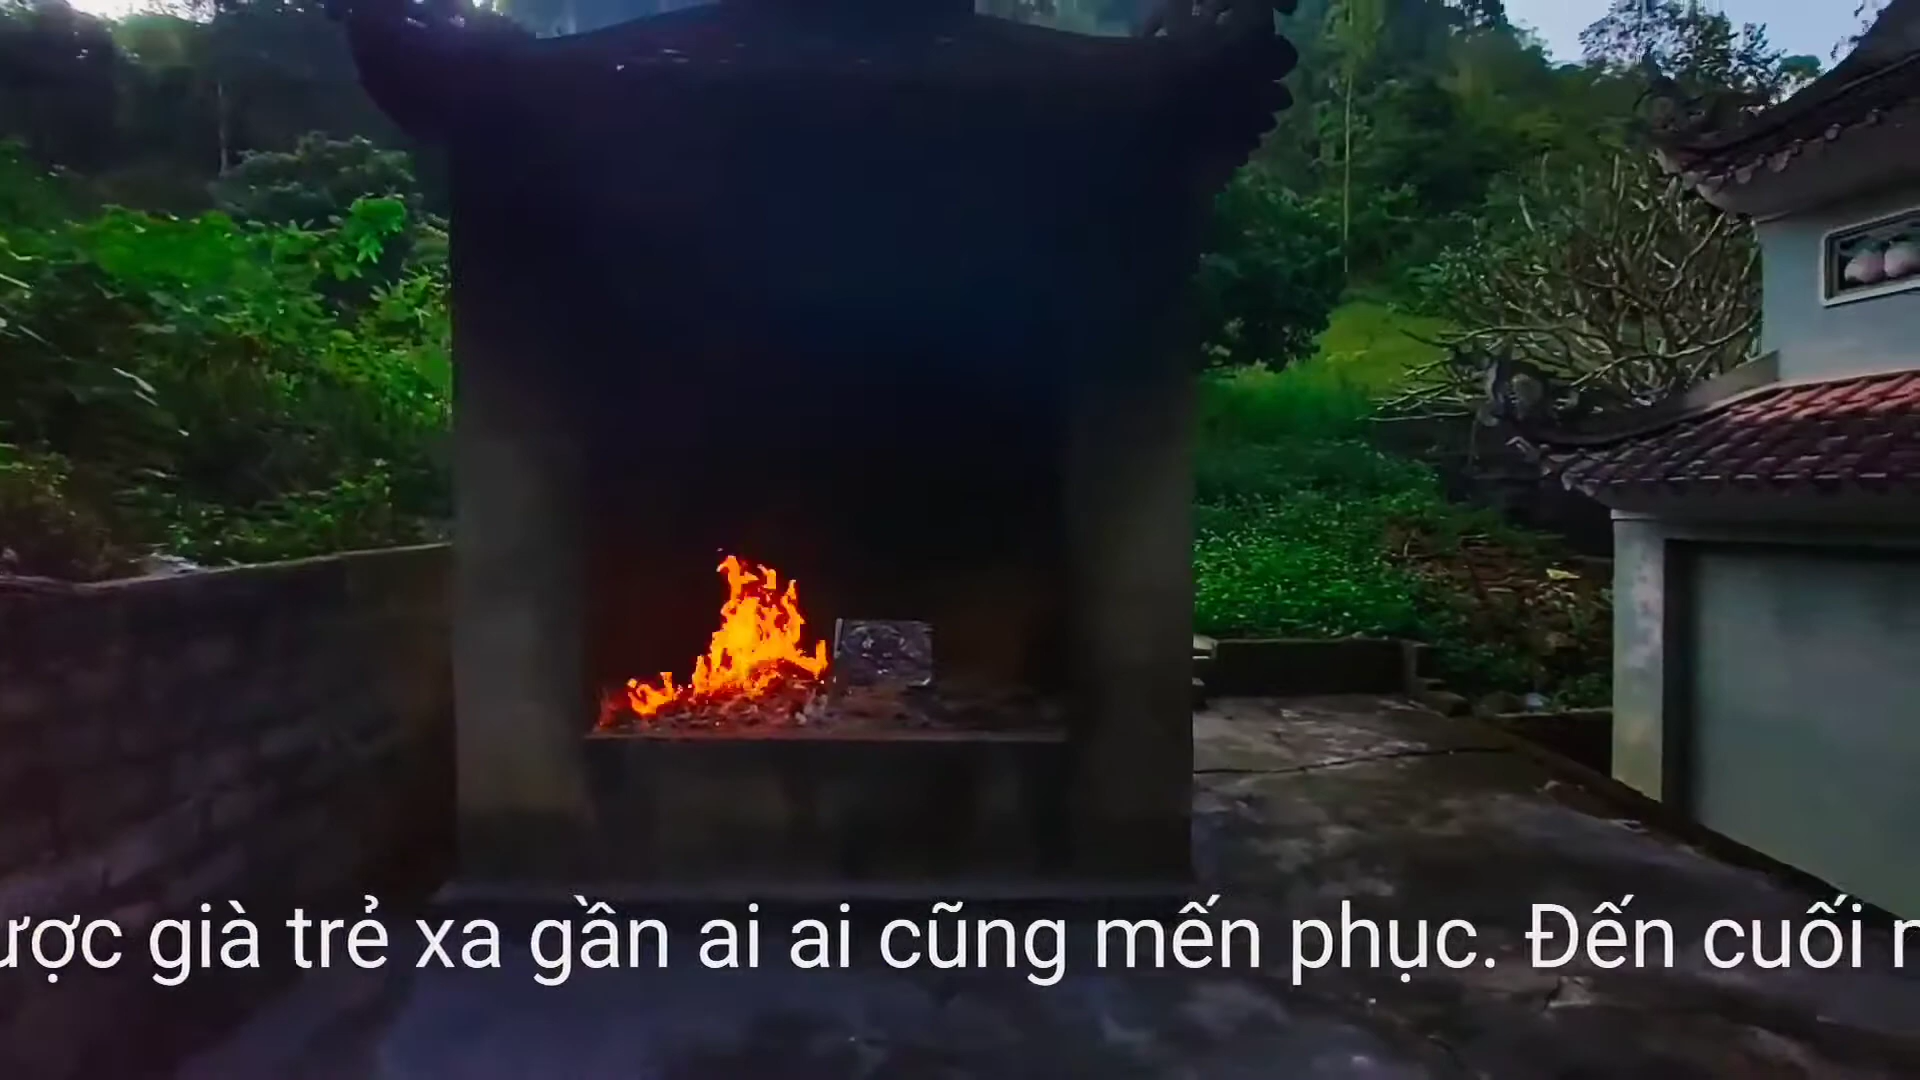 ược già trẻ xa gần ai ai cũng mến phục. Đến cuối